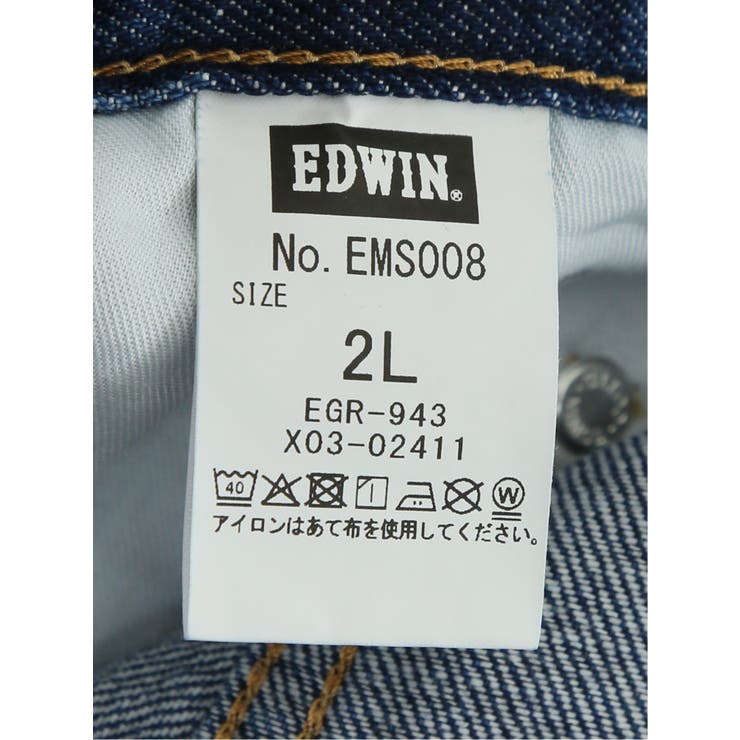 EDWIN®
No. EMS008
SIZE
2L
EGR-943
X03-02411
40 W
アイロンはあて布を使用してください。